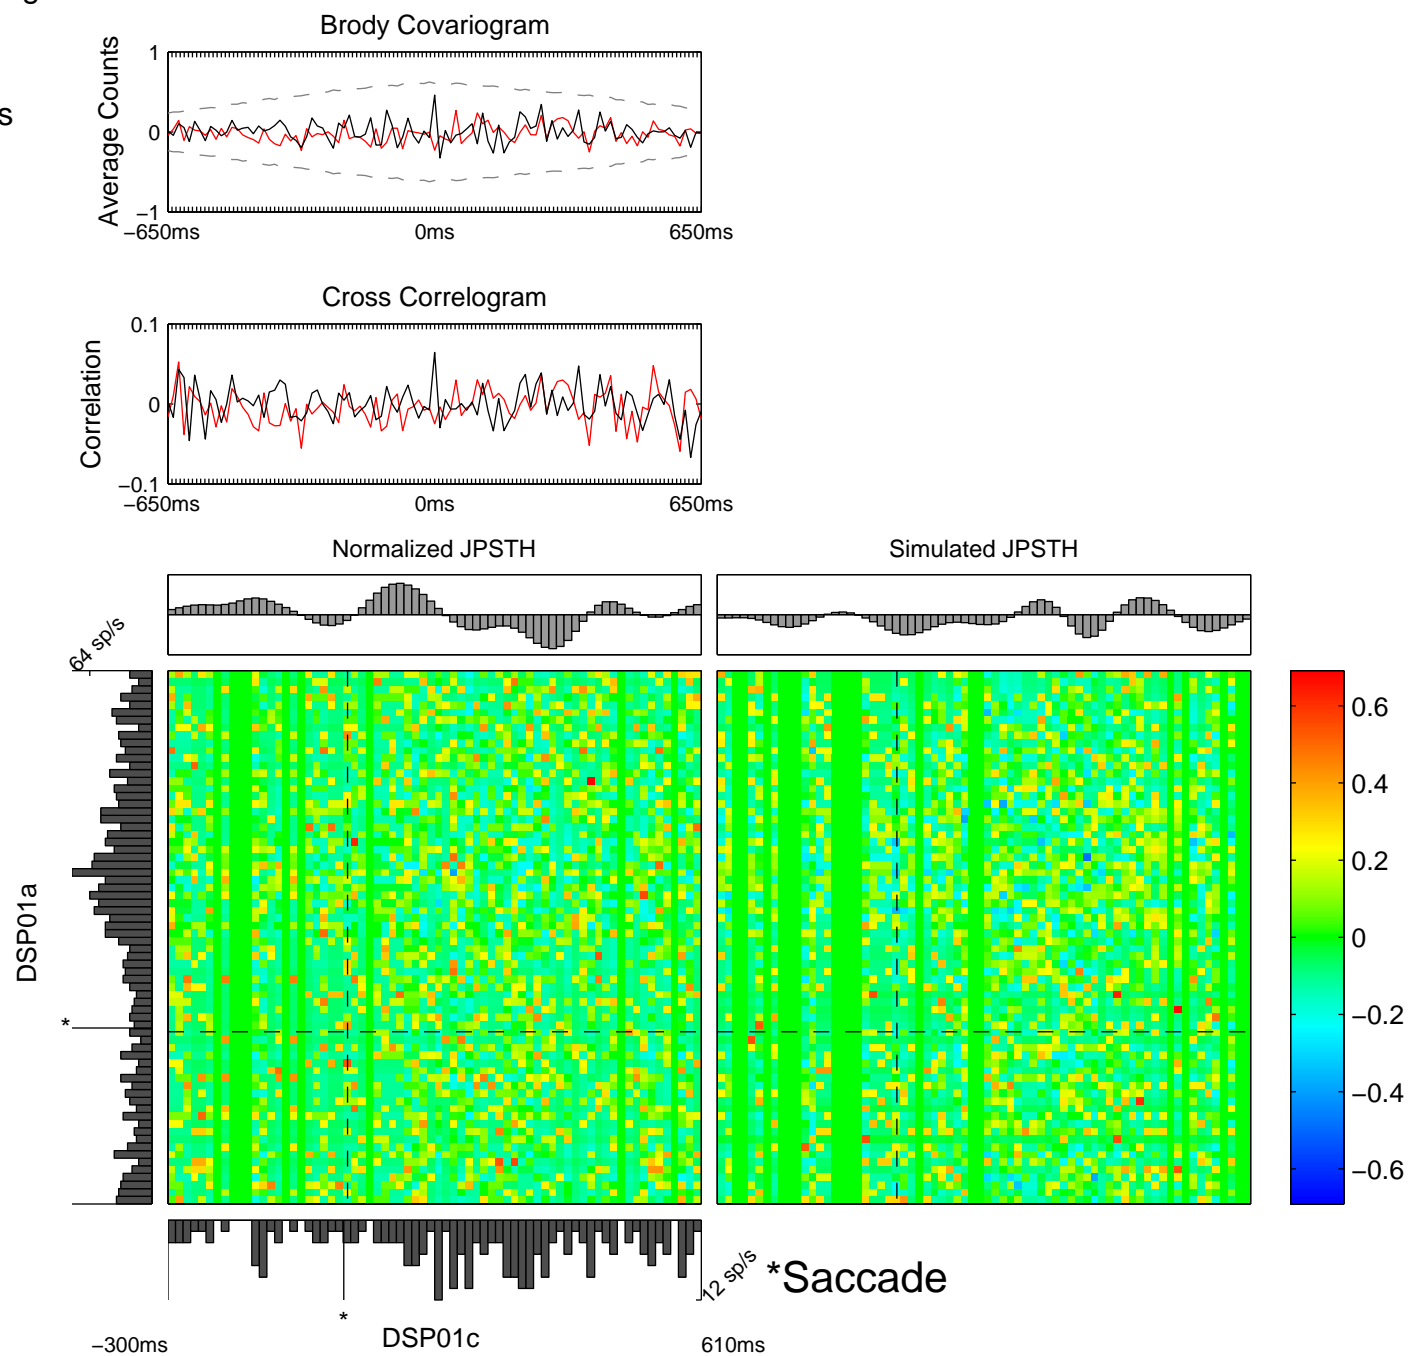 g
Brody Covariogram
s
Average Counts
1
0
−1
−650ms 0ms 650ms
Cross Correlogram
Correlation
0.1
0
−0.1
−650ms 0ms 650ms
Normalized JPSTH Simulated JPSTH
64 sp/s
DSP01a
*
0.6
0.4
0.2
0
−0.2
−0.4
−0.6
12 sp/s
*Saccade
*
DSP01c
−300ms 610ms